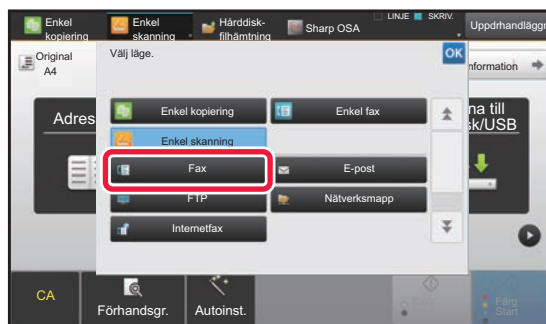 Enkel
kopiering
Enkel
skanning
Hårddisk-
filhämtning
Sharp OSA
LINJE
SKRIV.
Uppdrhandläggr
Original
A4
Välj läge.
OK
nformation
Adres
na till
sk/USB
Enkel kopiering
Enkel fax
Enkel skanning
Fax
E-post
FTP
Nätverksmapp
Internetfax
CA
Förhandsgr.
Autoinst.
Färg
Start